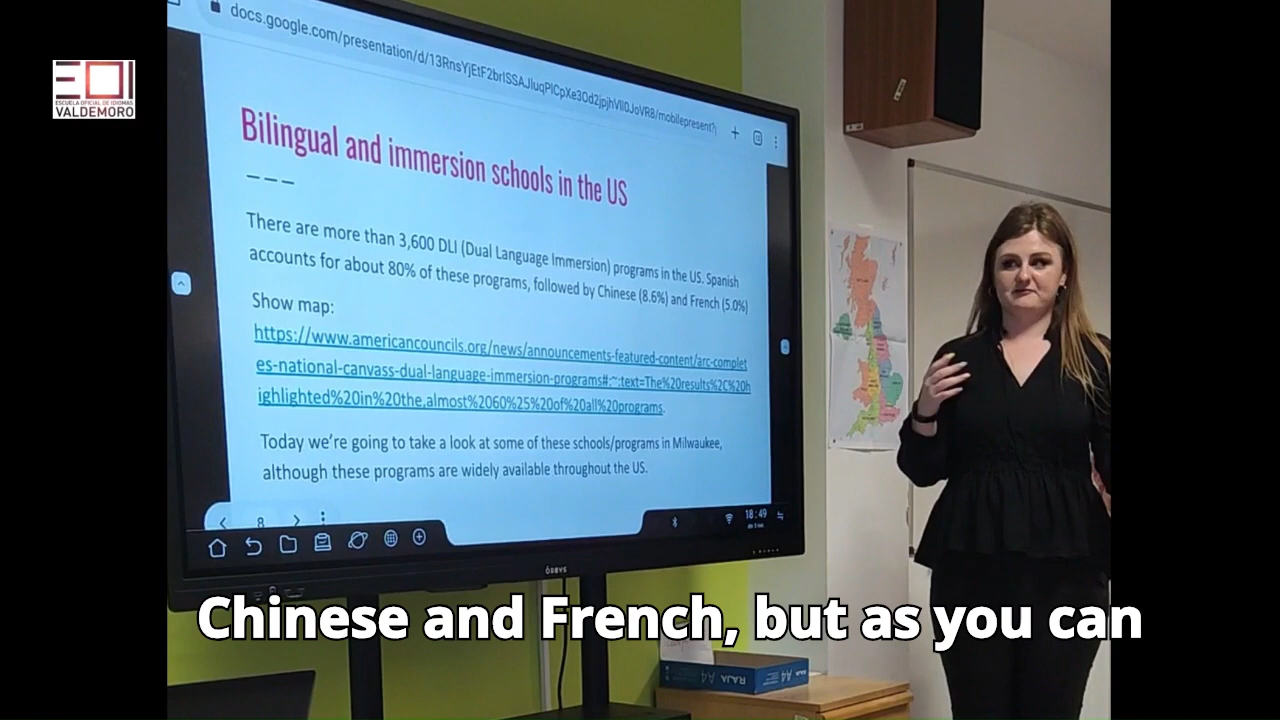 docs.google.com/presentation/d/
EOI
ESCUELA OFICIAL DE IDIOMAS
VALDEMORO
Bilingual and immersion schools in the US
There are more than 3,600 DLI (Dual Language Immersion) programs in the US. Spanish
accounts for about 80% of these programs, followed by Chinese (8.6%) and French (5.0%)
Show map:
https://www.americancouncils.org/news/announcements-featured-content/arc-complet
es-national-canvass-dual-language-immersion-programs#:~:text=The%20results%2C%20h
ighlighted%20in%20the,almost%2060%25%20of%20all%20programs.
Today we're going to take a look at some of these schools/programs in Milwaukee,
although these programs are widely available throughout the US.
8
18:49
Chinese and French, but as you can
RAJA A4